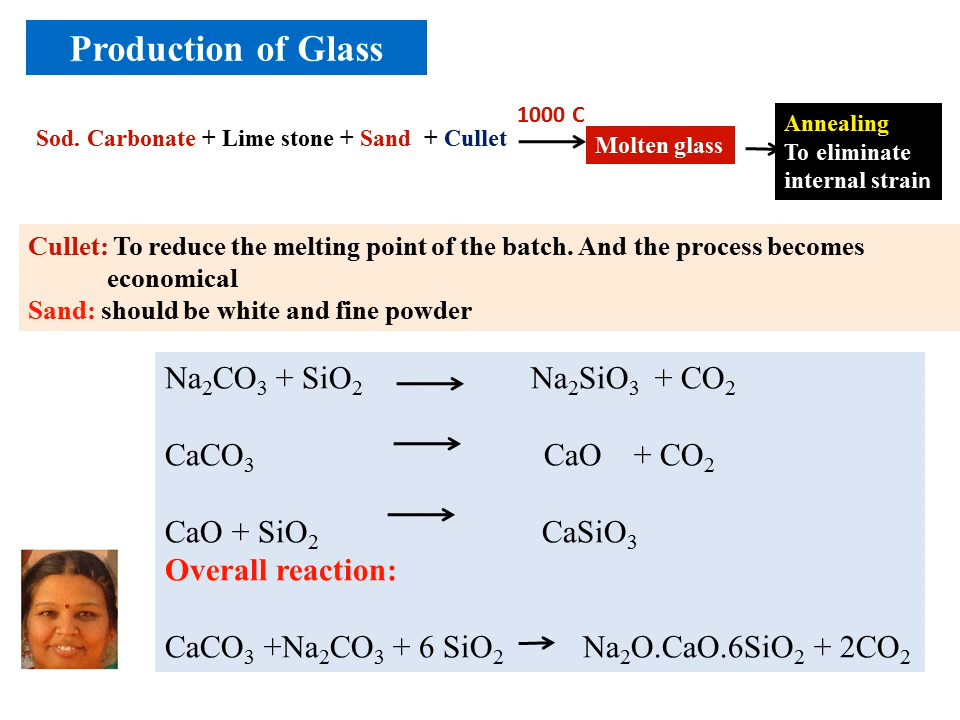 Production of Glass
1000 C
Sod. Carbonate + Lime stone + Sand + Cullet
Molten glass
Annealing
To eliminate
internal strain
Cullet: To reduce the melting point of the batch. And the process becomes
economical
Sand: should be white and fine powder
Na₂CO₃ + SiO₂ → Na₂SiO₃ + CO₂
CaCO₃ → CaO + CO₂
CaO + SiO₂ → CaSiO₃
Overall reaction:
CaCO₃ +Na₂CO₃ + 6 SiO₂ → Na₂O.CaO.6SiO₂ + 2CO₂